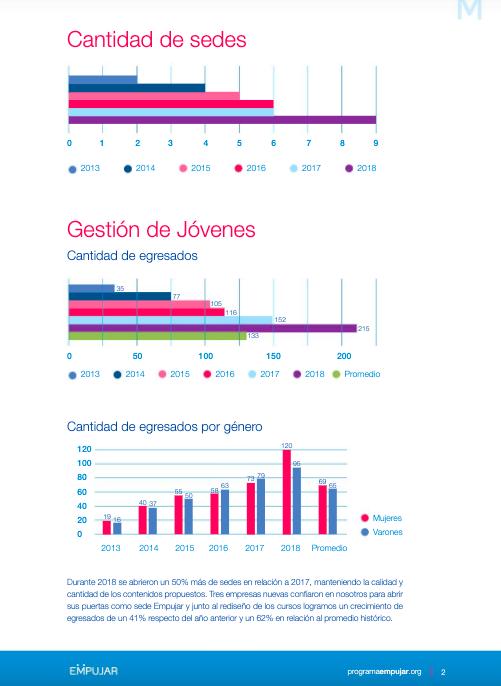 M
Cantidad de sedes
0 1 2 3 4 5 6 7 8 9
2013 2014 2015 2016 2017 2018
Gestión de Jóvenes
Cantidad de egresados
35
77
105
116
152
215
133
0 50 100 150 200
2013 2014 2015 2016 2017 2018 Promedio
Cantidad de egresados por género
120
100
80
60
40
20
0
19 16 40 37 55 50 58 63 73 79 120 95 69 65
2013 2014 2015 2016 2017 2018 Promedio
Mujeres
Varones
Durante 2018 se abrieron un 50% más de sedes en relación a 2017, manteniendo la calidad y
cantidad de los contenidos propuestos. Tres empresas nuevas confiaron en nosotros para abrir
sus puertas como sede Empujar y junto al rediseño de los cursos logramos un crecimiento de
egresados de un 41% respecto del año anterior y un 62% en relación al promedio histórico.
EMPUJAR programaempujar.org 2